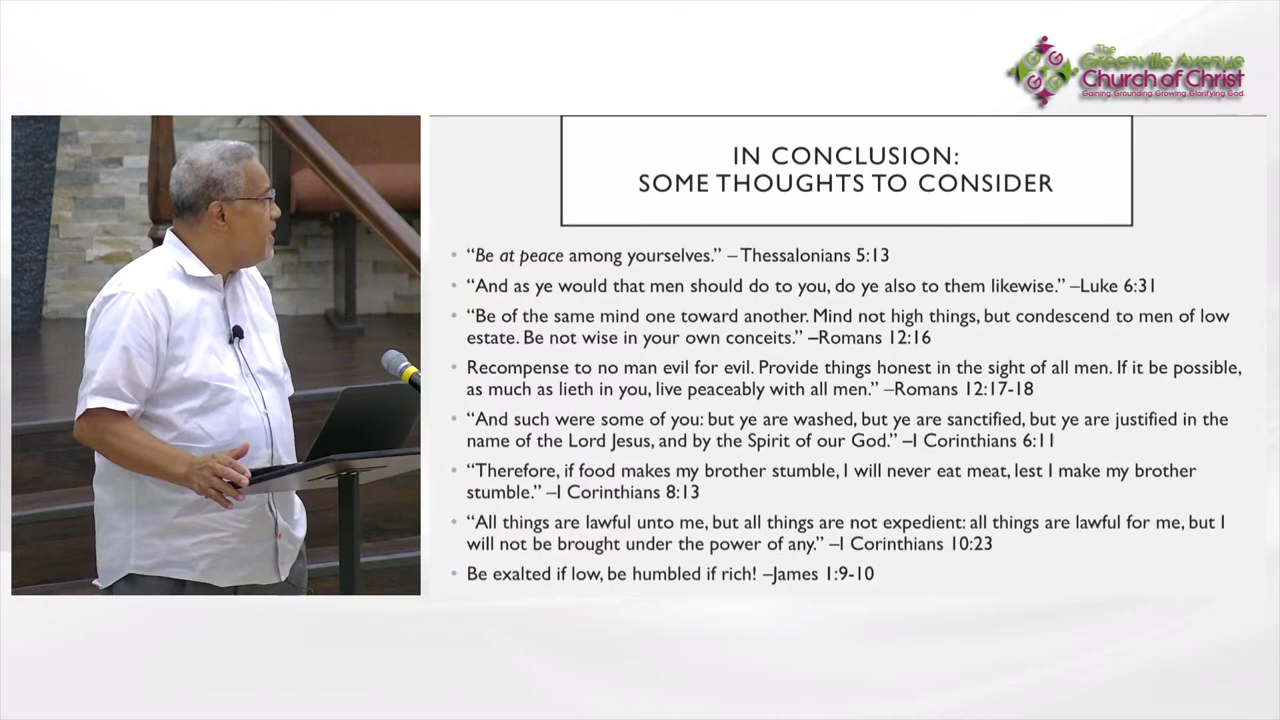 The
Greenville Avenue
Church of Christ
Gaining. Grounding. Growing. Glorifying God.
IN CONCLUSION:
SOME THOUGHTS TO CONSIDER
• “Be at peace among yourselves.” –Thessalonians 5:13
• “And as ye would that men should do to you, do ye also to them likewise.” –Luke 6:31
• “Be of the same mind one toward another. Mind not high things, but condescend to men of low
estate. Be not wise in your own conceits.” –Romans 12:16
• Recompense to no man evil for evil. Provide things honest in the sight of all men. If it be possible,
as much as lieth in you, live peaceably with all men.” –Romans 12:17-18
• “And such were some of you: but ye are washed, but ye are sanctified, but ye are justified in the
name of the Lord Jesus, and by the Spirit of our God.” –I Corinthians 6:11
• “Therefore, if food makes my brother stumble, I will never eat meat, lest I make my brother
stumble.” –I Corinthians 8:13
• “All things are lawful unto me, but all things are not expedient: all things are lawful for me, but I
will not be brought under the power of any.” –I Corinthians 10:23
• Be exalted if low, be humbled if rich! –James 1:9-10